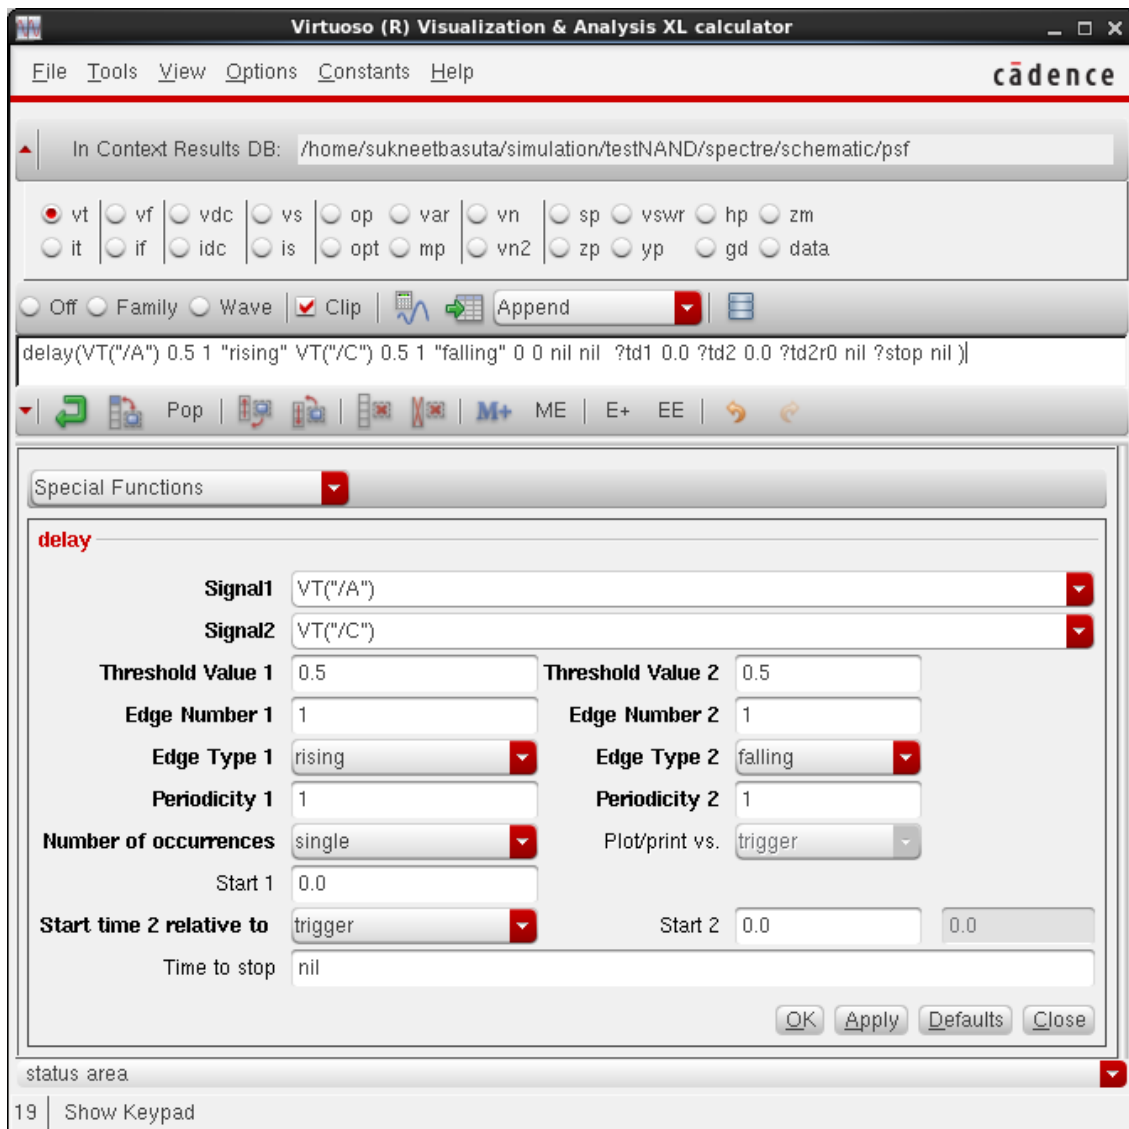 Virtuoso (R) Visualization & Analysis XL calculator
File Tools View Options Constants Help cādence
In Context Results DB: /home/sukneetbasuta/simulation/testNAND/spectre/schematic/psf
vt vf vdc vs op var vn sp vswr hp zm
it if idc is opt mp vn2 zp yp gd data
Off Family Wave Clip Append
delay(VT("/A") 0.5 1 "rising" VT("/C") 0.5 1 "falling" 0 0 nil nil ?td1 0.0 ?td2 0.0 ?td2r0 nil ?stop nil )
Pop M+ ME E+ EE
Special Functions
delay
Signal1 VT("/A")
Signal2 VT("/C")
Threshold Value 1 0.5 Threshold Value 2 0.5
Edge Number 1 1 Edge Number 2 1
Edge Type 1 rising Edge Type 2 falling
Periodicity 1 1 Periodicity 2 1
Number of occurrences single Plot/print vs. trigger
Start 1 0.0
Start time 2 relative to trigger Start 2 0.0 0.0
Time to stop nil
OK Apply Defaults Close
status area
19 Show Keypad